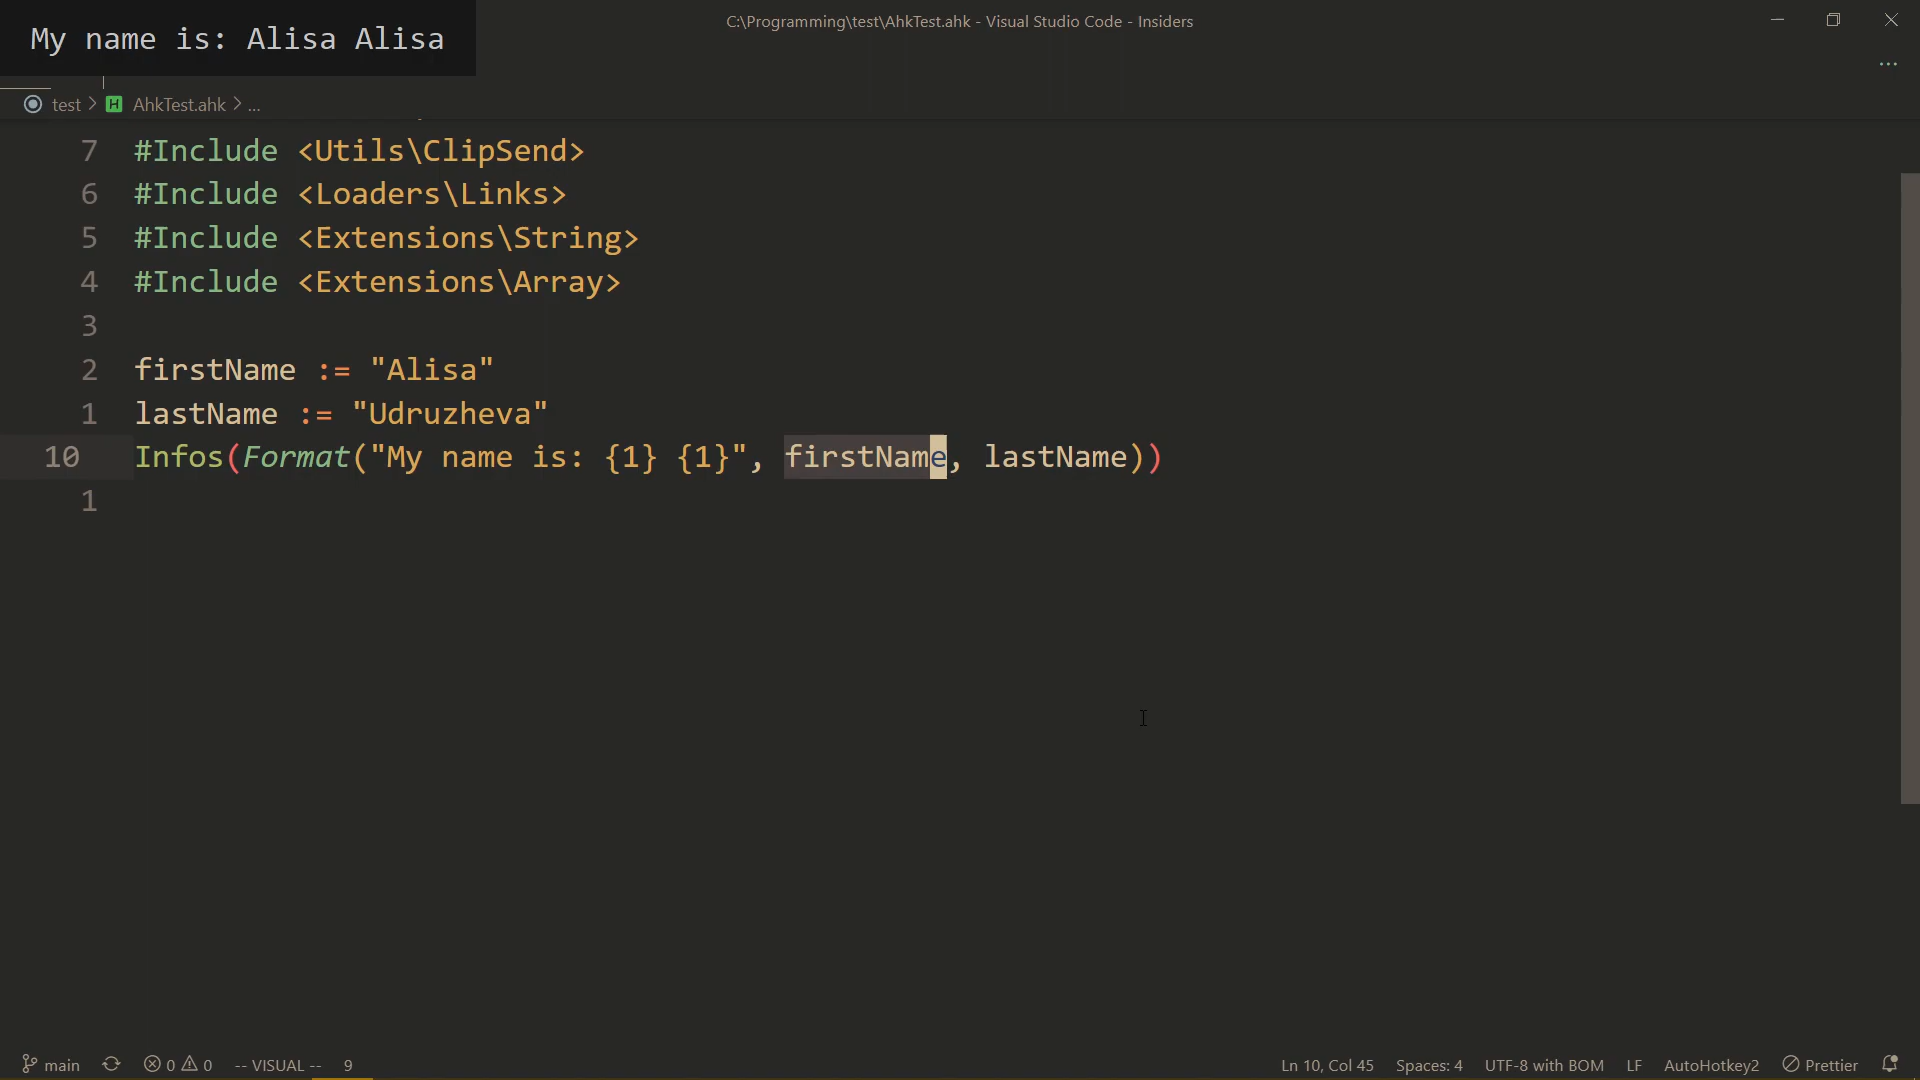 My name is: Alisa Alisa
C:\Programming\test\AhkTest.ahk - Visual Studio Code - Insiders
test > AhkTest.ahk > ...
7 #Include <Utils\ClipSend>
6 #Include <Loaders\Links>
5 #Include <Extensions\String>
4 #Include <Extensions\Array>
3
2 firstName := "Alisa"
1 lastName := "Udruzheva"
10 Infos(Format("My name is: {1} {1}", firstName, lastName))
1
main 0 0 -- VISUAL -- 9 Ln 10, Col 45 Spaces: 4 UTF-8 with BOM LF AutoHotkey2 Prettier